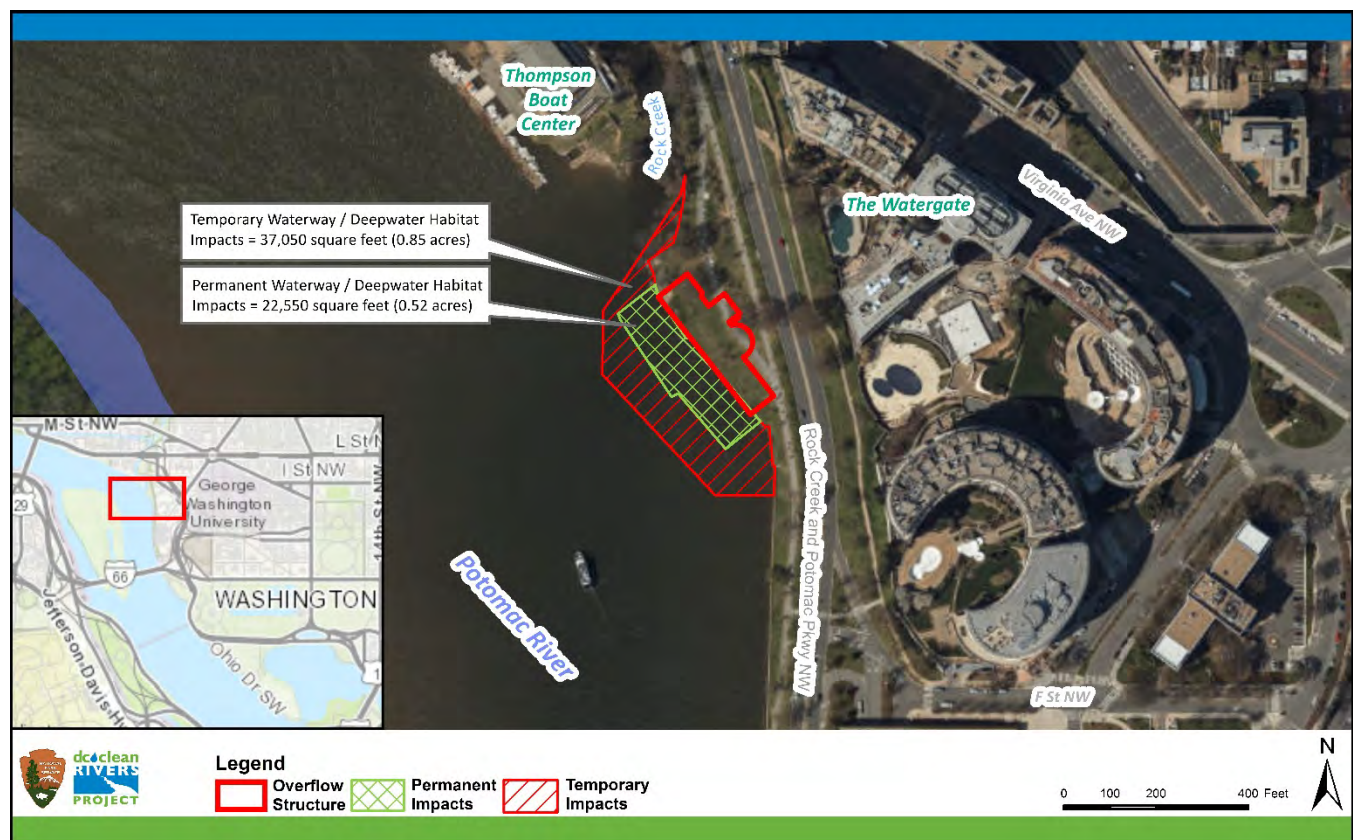 Thompson
Boat
Center
Rock Creek
Virginia Ave NW
The Watergate
Temporary Waterway / Deepwater Habitat
Impacts = 37,050 square feet (0.85 acres)
Permanent Waterway / Deepwater Habitat
Impacts = 22,550 square feet (0.52 acres)
Rock Creek and Potomac Pkwy NW
Potomac River
F St NW
M St NW
L St N
I St NW
29
George
Washington
University
14th St NW
66
WASHINGTON
Jefferson-Davis-H
Ohio Dr SW
1
dc clean
RIVERS
PROJECT
Legend
Overflow
Structure
Permanent
Impacts
Temporary
Impacts
0 100 200 400 Feet
N